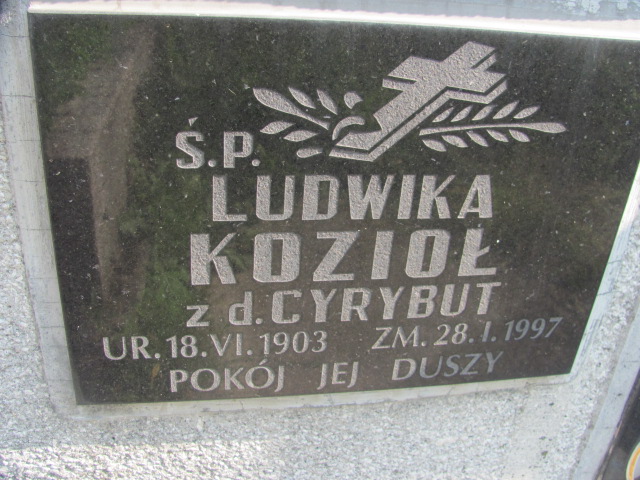 Ś.P.
LUDWIKA
KOZIOŁ
z d. CYRYBUT
UR. 18. VI. 1903 ZM. 28. I. 1997
POKÓJ JEJ DUSZY